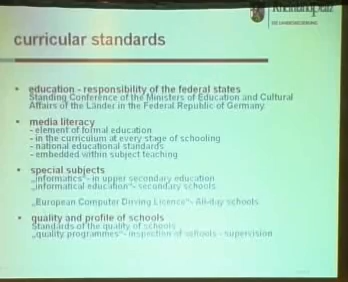 Rheinlandpfalz
DIE LANDESREGIERUNG
curricular standards
• education - responsibility of the federal states
Standing Conference of the Ministers of Education and Cultural
Affairs of the Länder in the Federal Republic of Germany
• media literacy
- element of formal education
- in the curriculum at every stage of schooling
- national educational standards
- embedded within subject teaching
• special subjects
„informatics“- in upper secondary education
„informatical education“- secondary schools
„European Computer Driving Licence“- All-day schools
• quality and profile of schools
Standards of the quality of schools
„quality programmes“- inspection of schools - supervision